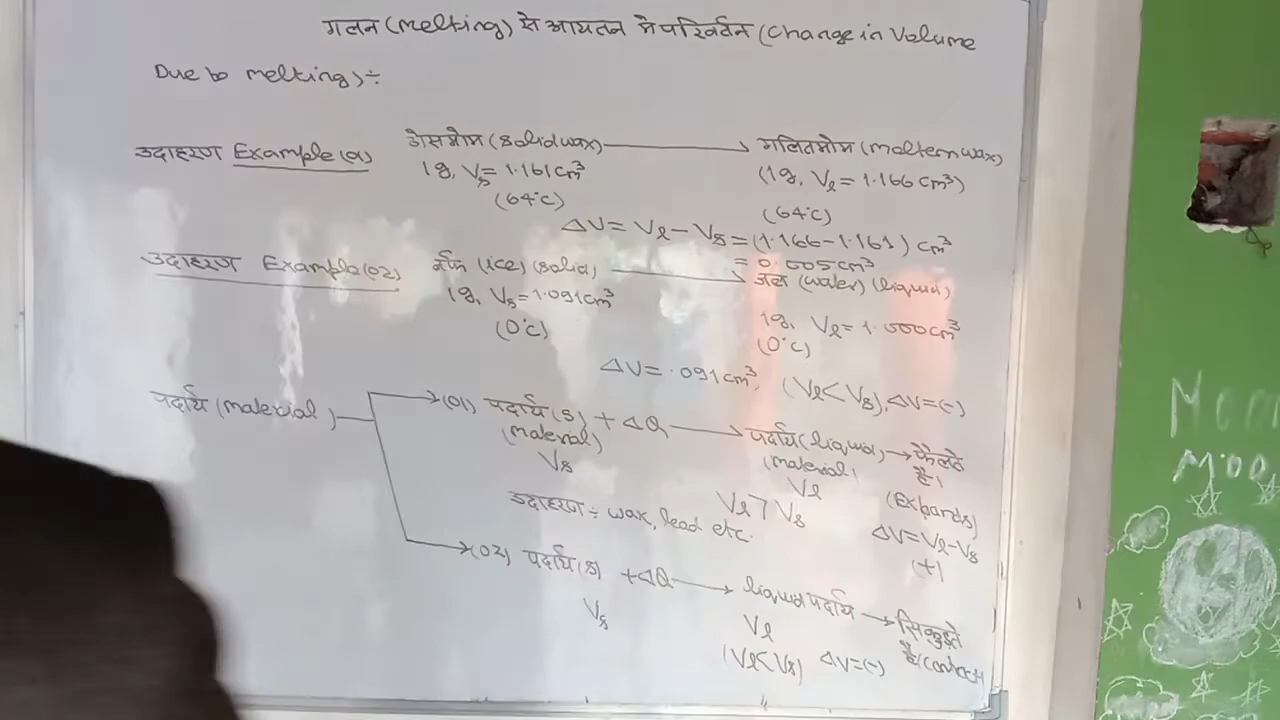 गलन (melting) से आयतन में परिवर्तन (Change in Volume
Due to melting) ÷
उदाहरण Example (a) ठोसमोम (solid wax) → गलितमोम (moltern wax)
1g, Vs = 1.161 cm³ (1g, Vl = 1.166 cm³)
(64°C) (64°C)
ΔV = Vl - Vs = (1.166 - 1.161) cm³
= 0.005 cm³
उदाहरण Example (02) बर्फ (ice) (solid) → जल (water) (liquid)
1g, Vs = 1.091 cm³ 1g, Vl = 1.000 cm³
(0°C) (0°C)
ΔV = .091 cm³, (Vl < Vs), ΔV = (-)
पदार्थ (material) → (01) पदार्थ (s) + ΔQ → पदार्थ (liquid) → फैलते है।
(material) (material)
Vs Vl (Expands)
Vl > Vs ΔV = Vl - Vs
उदाहरण ÷ wax, lead etc. (+)
→ (02) पदार्थ (s) + ΔQ → liquid पदार्थ → सिकुड़ते
Vs Vl है
(Vl < Vs) ΔV = (-)
Moon